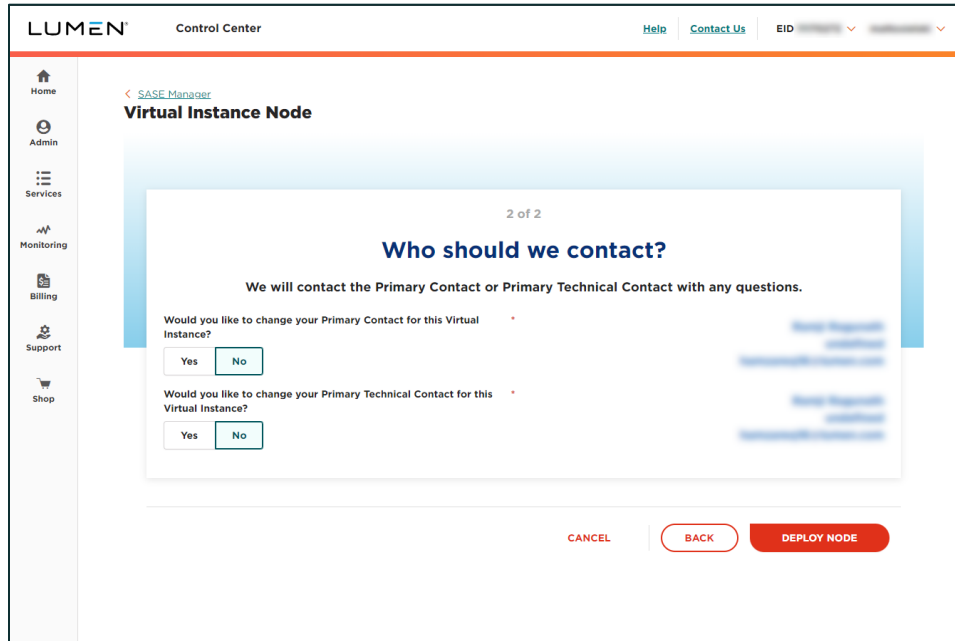 LUMEN®
Control Center
Help
Contact Us
EID
Home
Admin
Services
Monitoring
Billing
Support
Shop
SASE Manager
Virtual Instance Node
2 of 2
Who should we contact?
We will contact the Primary Contact or Primary Technical Contact with any questions.
Would you like to change your Primary Contact for this Virtual *
Instance?
Yes No
Would you like to change your Primary Technical Contact for this *
Virtual Instance?
Yes No
CANCEL
BACK
DEPLOY NODE